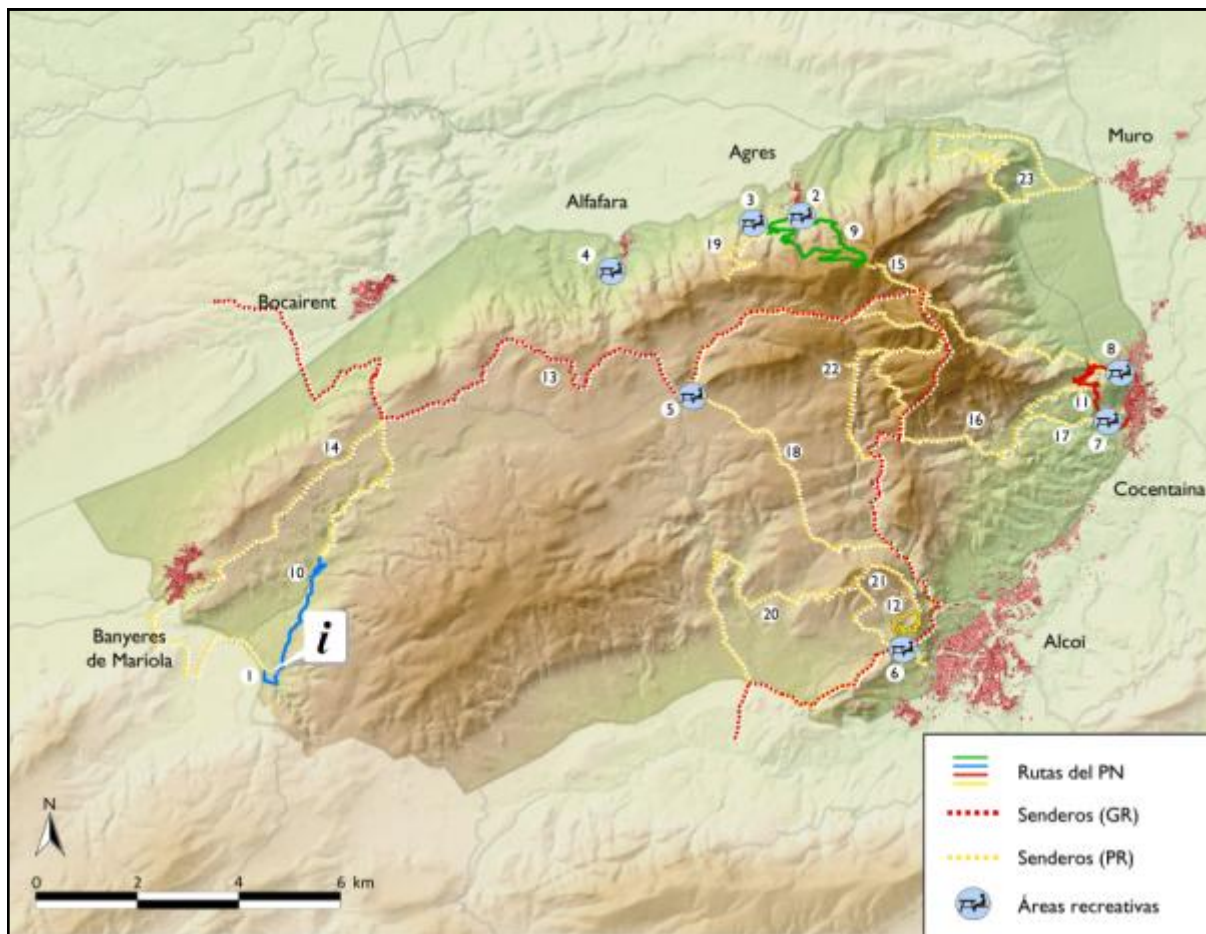 Muro
Agres
2
3
23
Alfafara
9
19
4
15
Bocairent
8
13
22
5
11
16
17
7
14
18
Cocentaina
10
21
12
20
i
Banyeres
de Mariola
Alcoi
1
6
Rutas del PN
Senderos (GR)
Senderos (PR)
Áreas recreativas
N
0 2 4 6 km